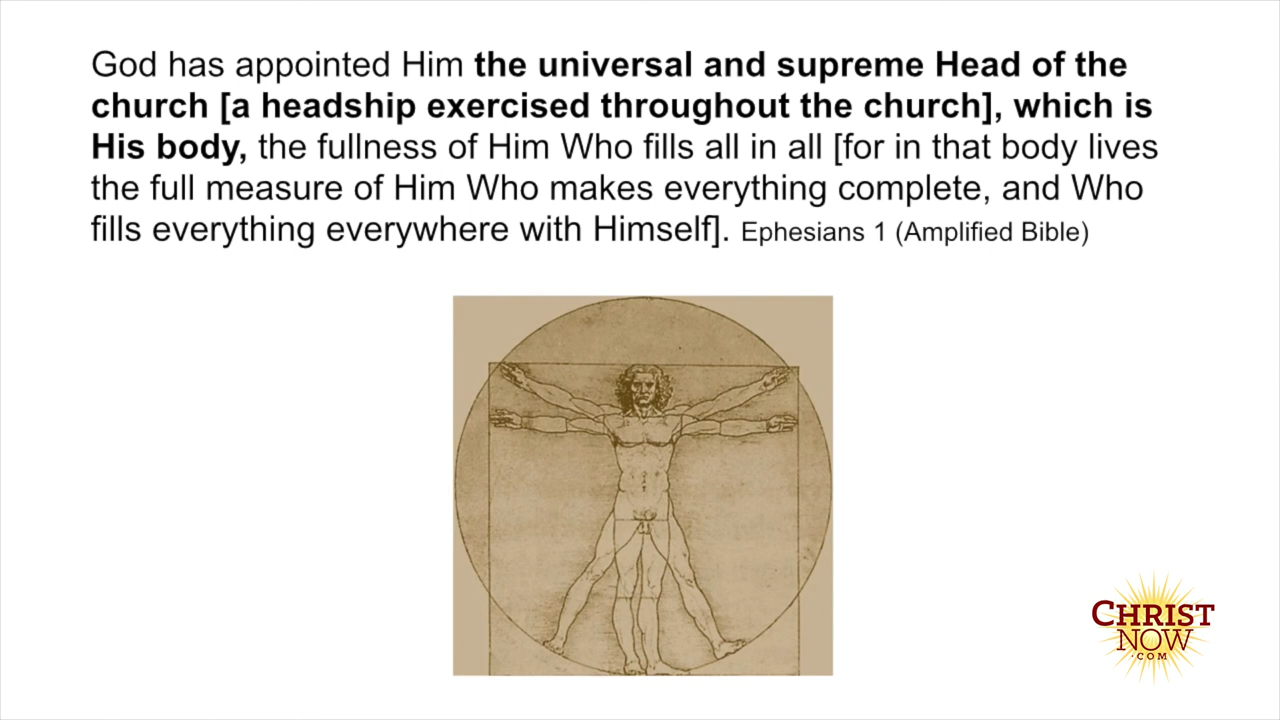 God has appointed Him the universal and supreme Head of the
church [a headship exercised throughout the church], which is
His body, the fullness of Him Who fills all in all [for in that body lives
the full measure of Him Who makes everything complete, and Who
fills everything everywhere with Himself]. Ephesians 1 (Amplified Bible)
CHRIST
NOW
.COM